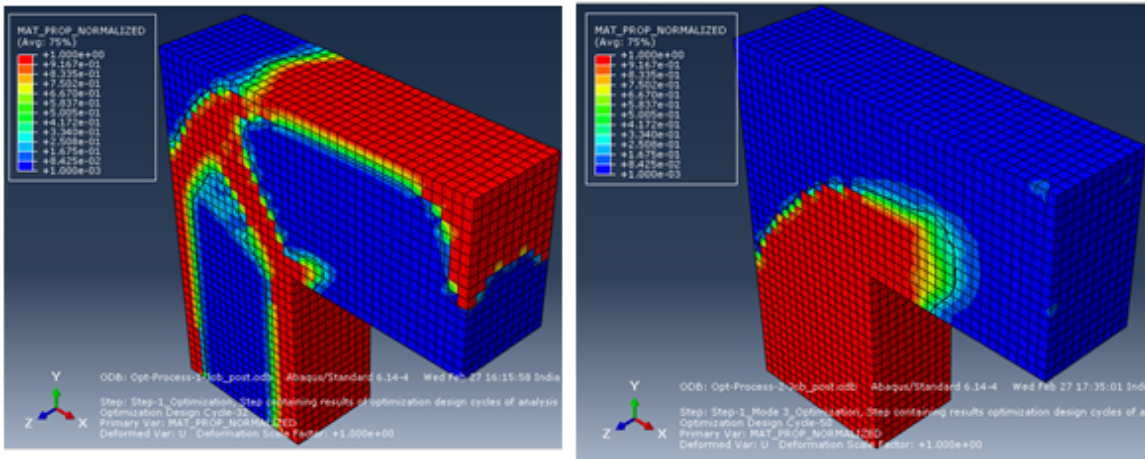 MAT_PROP_NORMALIZED
(Avg: 75%)
+1.000e+00
+9.167e-01
+8.335e-01
+7.502e-01
+6.670e-01
+5.837e-01
+5.005e-01
+4.172e-01
+3.340e-01
+2.508e-01
+1.675e-01
+8.425e-02
+1.000e-03
Y
Z
X
ODB: Opt-Process-1-Job_post.odb Abaqus/Standard 6.14-4 Wed Feb 27 16:15:58 India
Step: Step-1_Optimization, Step containing results of optimization design cycles of analysis
Optimization Design Cycle-32
Primary Var: MAT_PROP_NORMALIZED
Deformed Var: U Deformation Scale Factor: +1.000e+00
MAT_PROP_NORMALIZED
(Avg: 75%)
+1.000e+00
+9.167e-01
+8.335e-01
+7.502e-01
+6.670e-01
+5.837e-01
+5.005e-01
+4.172e-01
+3.340e-01
+2.508e-01
+1.675e-01
+8.425e-02
+1.000e-03
Y
Z
X
ODB: Opt-Process-2-Job_post.odb Abaqus/Standard 6.14-4 Wed Feb 27 17:35:01 India
Step: Step-1_Mode 3_Optimization, Step containing results optimization design cycles of a
Optimization Design Cycle-50
Primary Var: MAT_PROP_NORMALIZED
Deformed Var: U Deformation Scale Factor: +1.000e+00